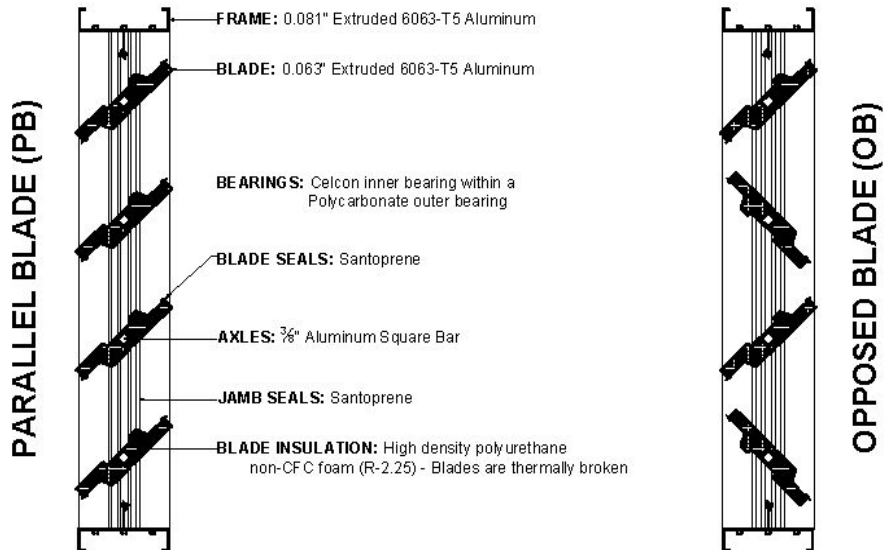 PARALLEL BLADE (PB)
FRAME: 0.081" Extruded 6063-T5 Aluminum
BLADE: 0.063" Extruded 6063-T5 Aluminum
BEARINGS: Celcon inner bearing within a
Polycarbonate outer bearing
BLADE SEALS: Santoprene
AXLES: ⅜" Aluminum Square Bar
JAMB SEALS: Santoprene
BLADE INSULATION: High density polyurethane
non-CFC foam (R-2.25) - Blades are thermally broken
OPPOSED BLADE (OB)